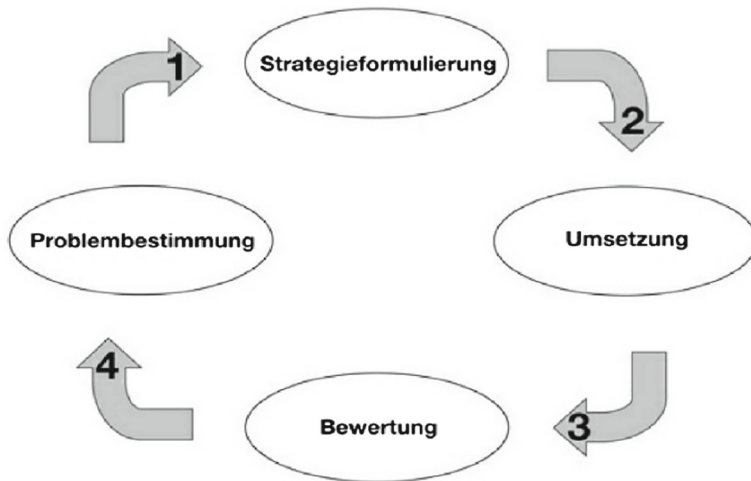 1
Strategieformulierung
2
Problembestimmung
Umsetzung
4
Bewertung
3